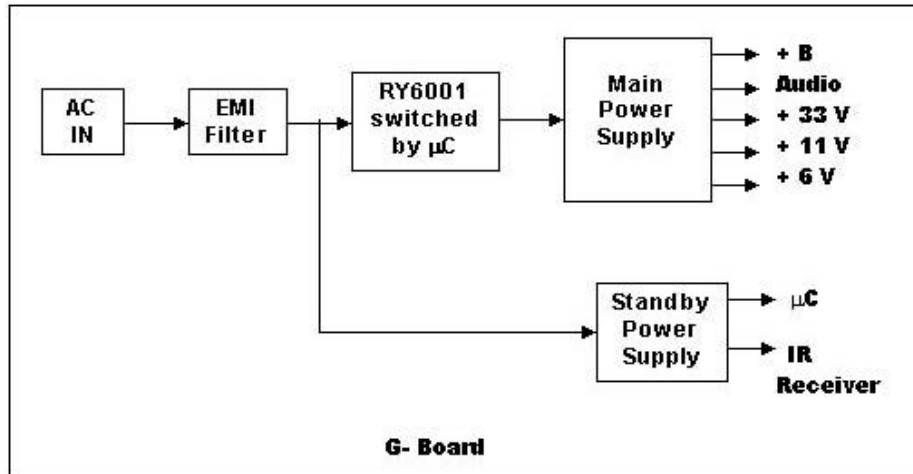 AC
IN
EMI
Filter
RY6001
switched
by µC
Main
Power
Supply
+ B
Audio
+ 33 V
+ 11 V
+ 6 V
Standby
Power
Supply
µC
IR
Receiver
G- Board